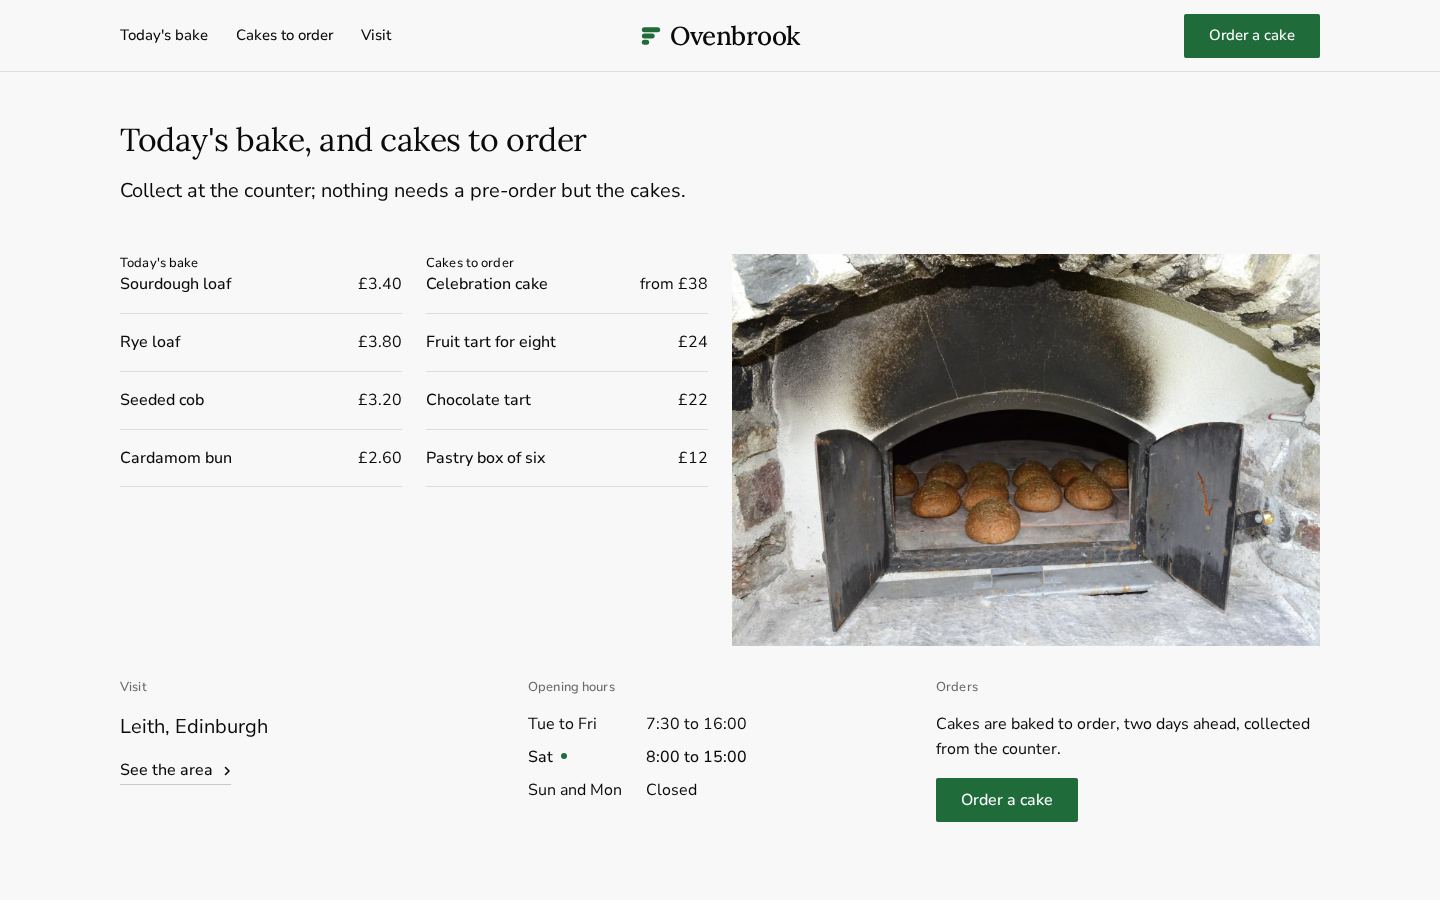 Today's bake
Cakes to order
Visit
Ovenbrook
Order a cake
Today's bake, and cakes to order
Collect at the counter; nothing needs a pre-order but the cakes.
Today's bake
Sourdough loaf £3.40
Rye loaf £3.80
Seeded cob £3.20
Cardamom bun £2.60
Cakes to order
Celebration cake from £38
Fruit tart for eight £24
Chocolate tart £22
Pastry box of six £12
Visit
Leith, Edinburgh
See the area
Opening hours
Tue to Fri 7:30 to 16:00
Sat 8:00 to 15:00
Sun and Mon Closed
Orders
Cakes are baked to order, two days ahead, collected
from the counter.
Order a cake